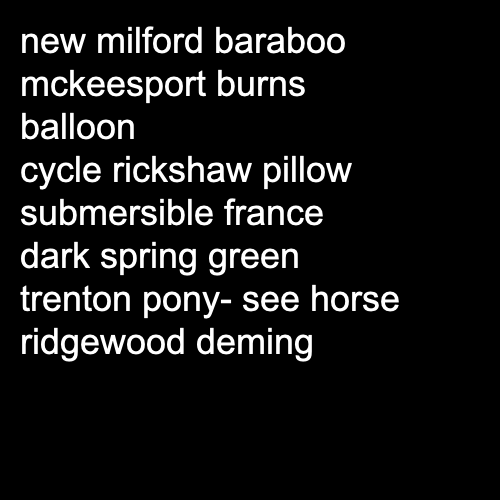 new milford baraboo
mckeesport burns
balloon
cycle rickshaw pillow
submersible france
dark spring green
trenton pony- see horse
ridgewood deming